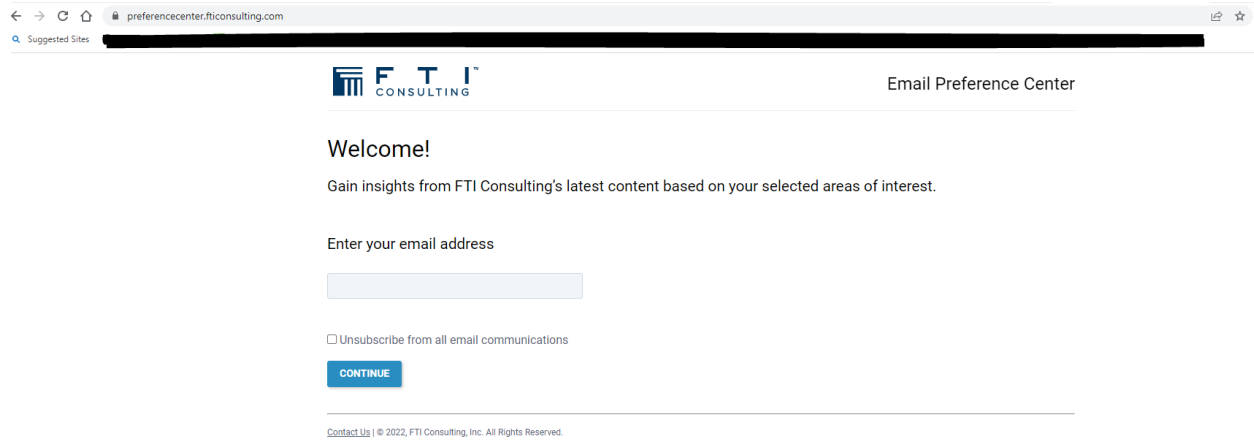 preferencecenter.fticonsulting.com
Suggested Sites
F T I™
CONSULTING
Email Preference Center
Welcome!
Gain insights from FTI Consulting's latest content based on your selected areas of interest.
Enter your email address
Unsubscribe from all email communications
CONTINUE
Contact Us | © 2022, FTI Consulting, Inc. All Rights Reserved.